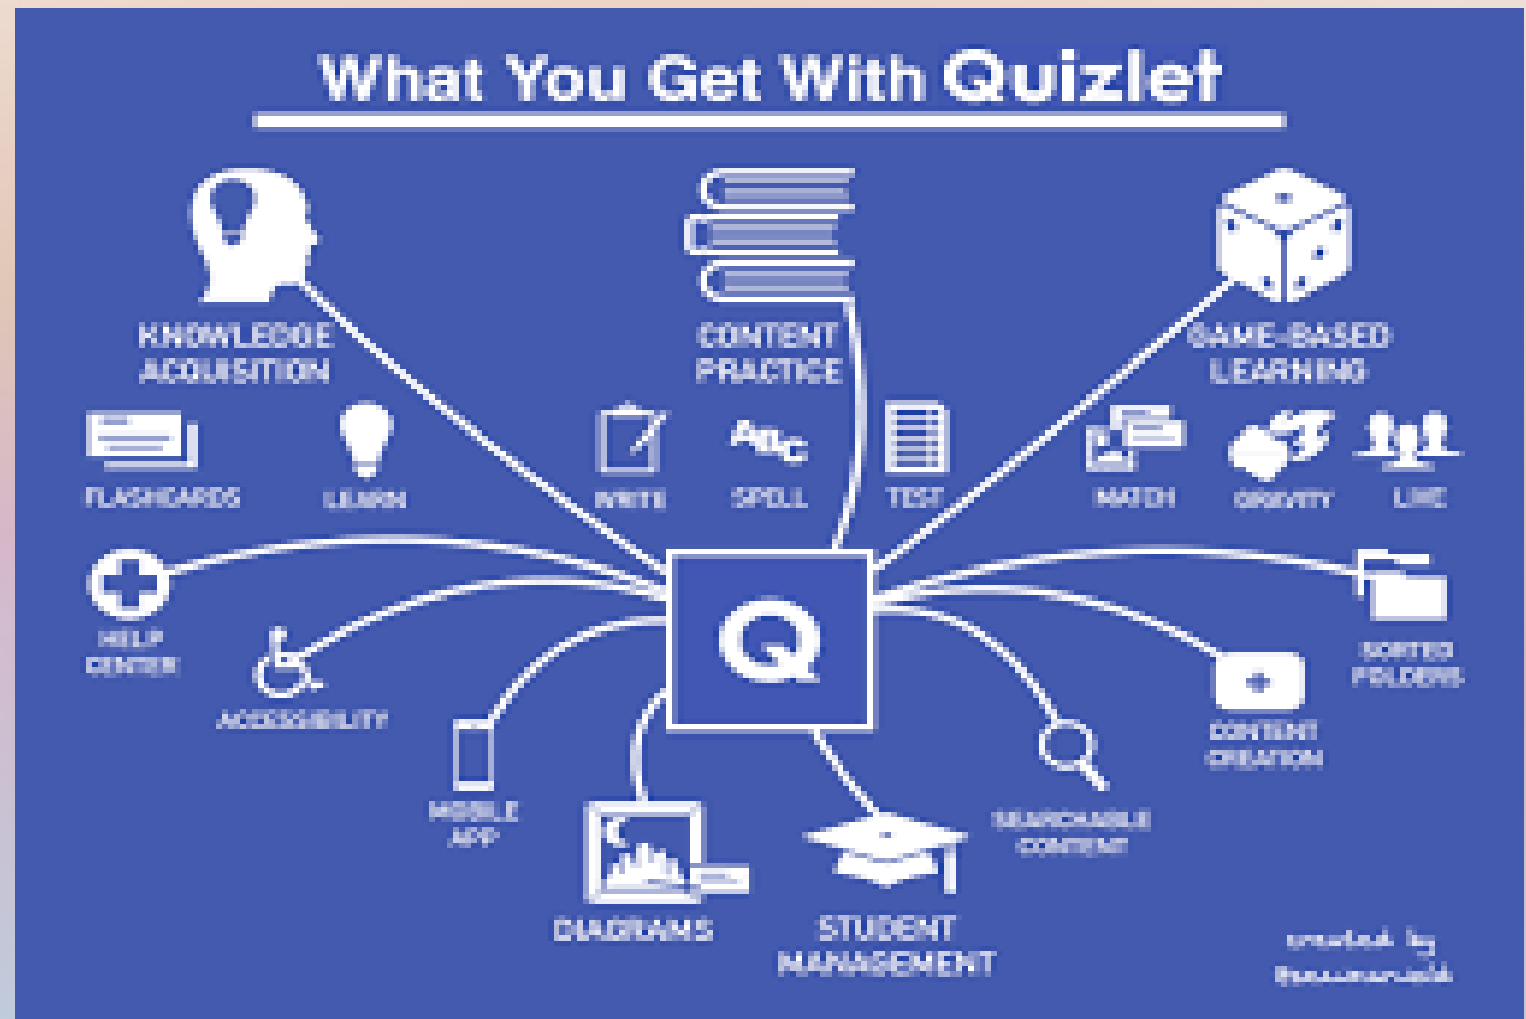 What You Get With Quizlet
KNOWLEDGE
ACQUISITION
CONTENT
PRACTICE
GAME-BASED
LEARNING
FLASHCARDS
LEARN
WRITE
ABC
SPELL
TEST
MATCH
GRAVITY
LIVE
Q
HELP
CENTER
ACCESSIBILITY
MOBILE
APP
DIAGRAMS
STUDENT
MANAGEMENT
SEARCHABLE
CONTENT
CONTENT
CREATION
SORTED
FOLDERS
created by